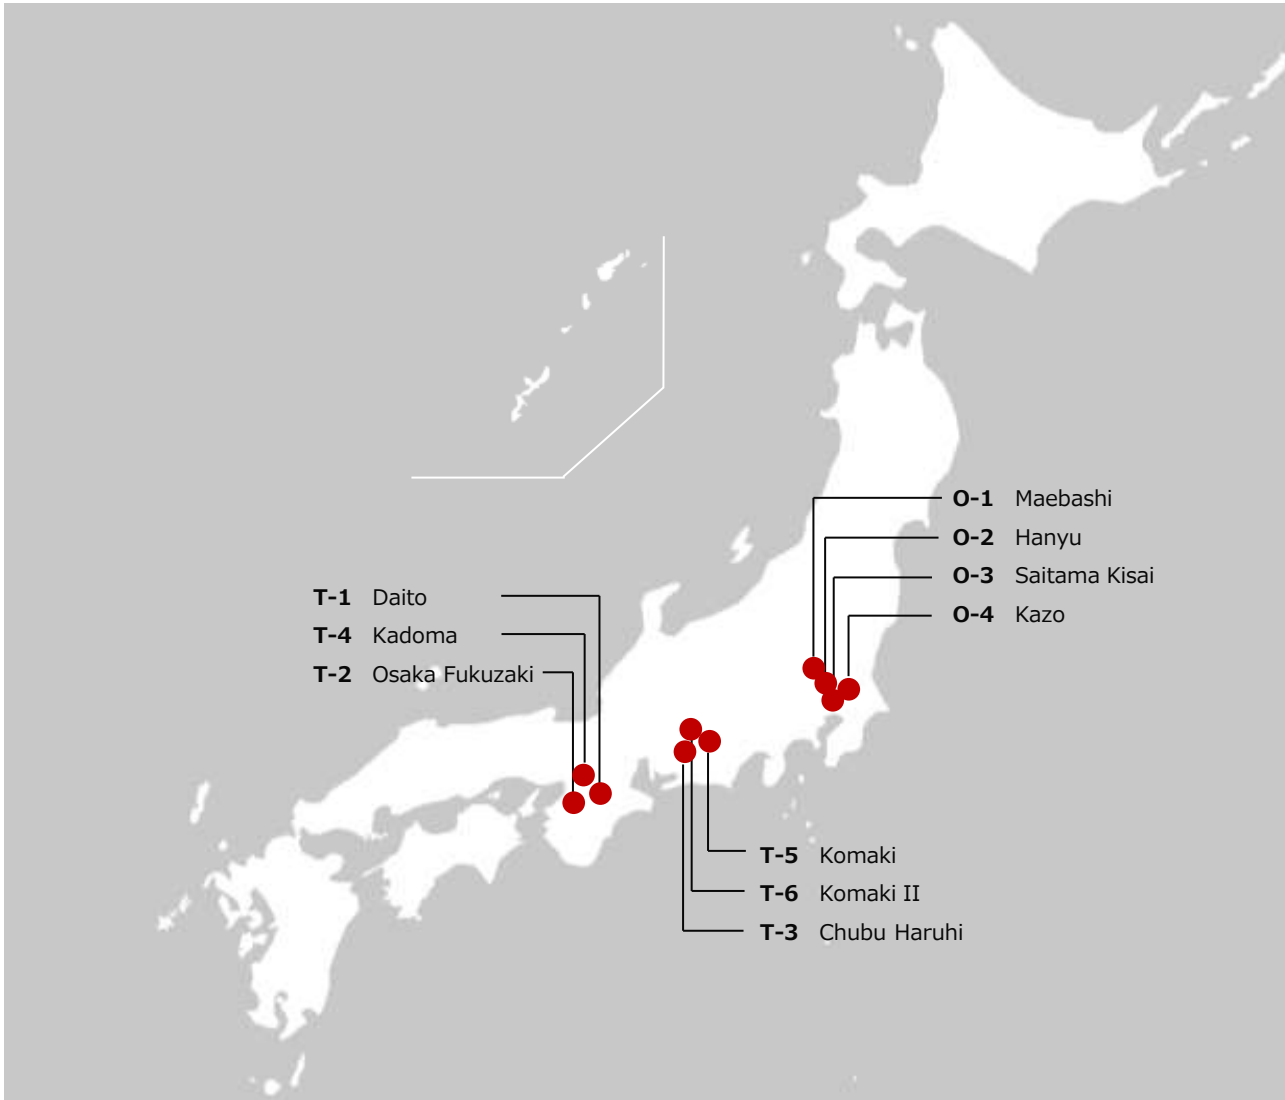 O-1 Maebashi
O-2 Hanyu
O-3 Saitama Kisai
O-4 Kazo
T-1 Daito
T-4 Kadoma
T-2 Osaka Fukuzaki
T-5 Komaki
T-6 Komaki II
T-3 Chubu Haruhi